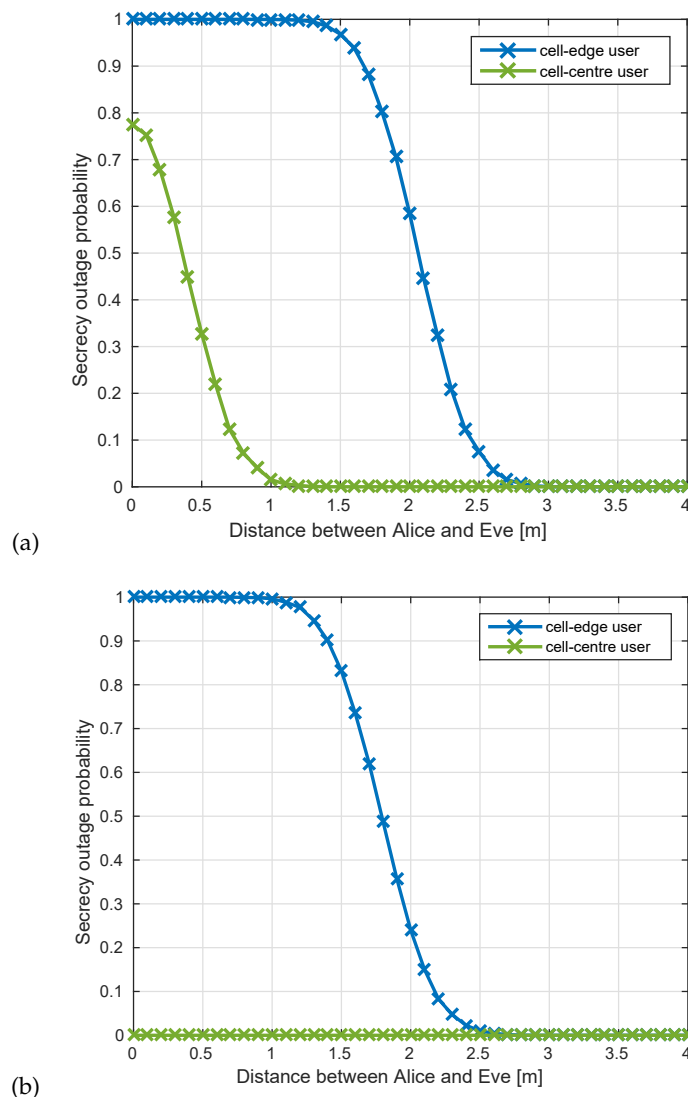 1
0.9
0.8
0.7
0.6
0.5
0.4
0.3
0.2
0.1
0
Secrecy outage probability
cell-edge user
cell-centre user
0 0.5 1 1.5 2 2.5 3 3.5 4
Distance between Alice and Eve [m]
(a)
1
0.9
0.8
0.7
0.6
0.5
0.4
0.3
0.2
0.1
0
Secrecy outage probability
cell-edge user
cell-centre user
0 0.5 1 1.5 2 2.5 3 3.5 4
Distance between Alice and Eve [m]
(b)